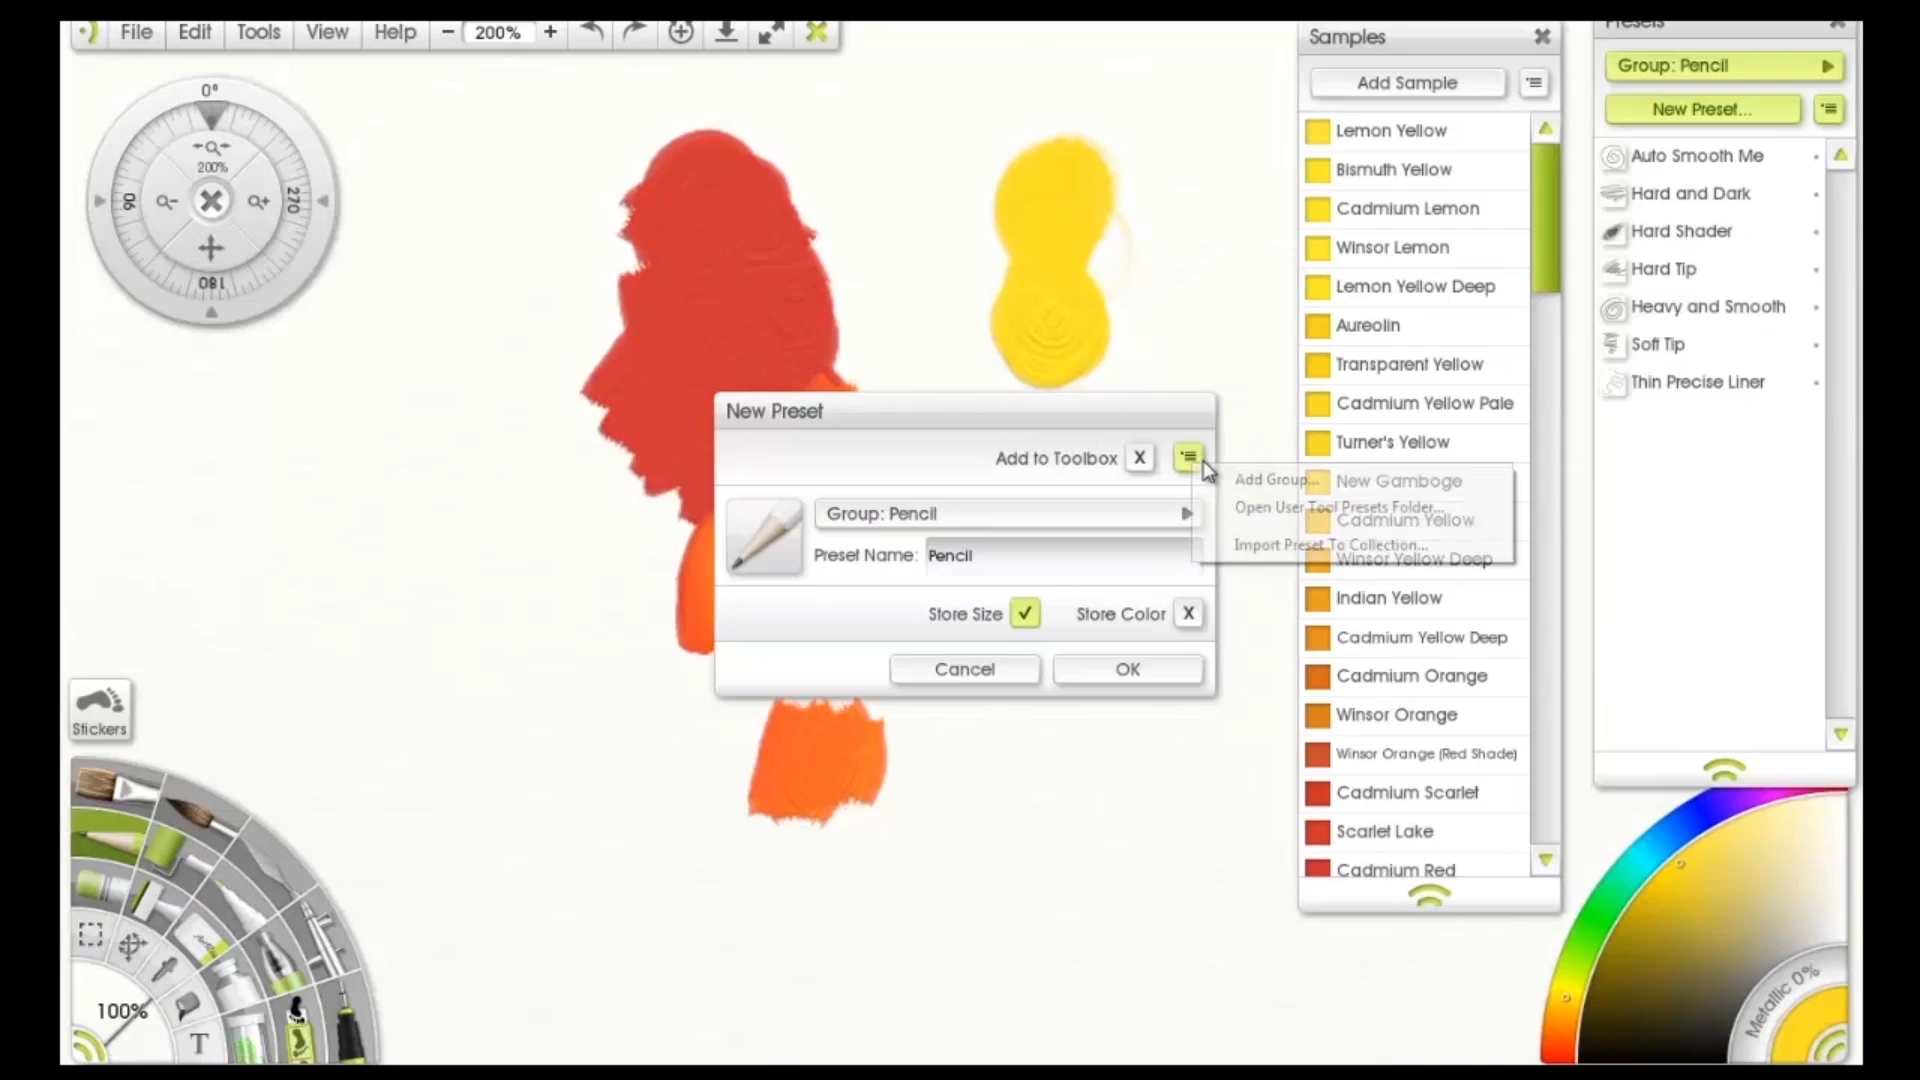 File Edit Tools View Help − 200% +
0°
200%
90
270
180
Samples
Add Sample
Lemon Yellow
Bismuth Yellow
Cadmium Lemon
Winsor Lemon
Lemon Yellow Deep
Aureolin
Transparent Yellow
Cadmium Yellow Pale
Turner's Yellow
New Gamboge
Cadmium Yellow
Winsor Yellow Deep
Indian Yellow
Cadmium Yellow Deep
Cadmium Orange
Winsor Orange
Winsor Orange (Red Shade)
Cadmium Scarlet
Scarlet Lake
Cadmium Red
Presets
Group: Pencil
New Preset...
Auto Smooth Me
Hard and Dark
Hard Shader
Hard Tip
Heavy and Smooth
Soft Tip
Thin Precise Liner
New Preset
Add to Toolbox X
Group: Pencil
Preset Name: Pencil
Store Size ✓ Store Color X
Cancel OK
Add Group...
Open User Tool Presets Folder...
Import Preset To Collection...
Stickers
100%
T
Metallic 0%